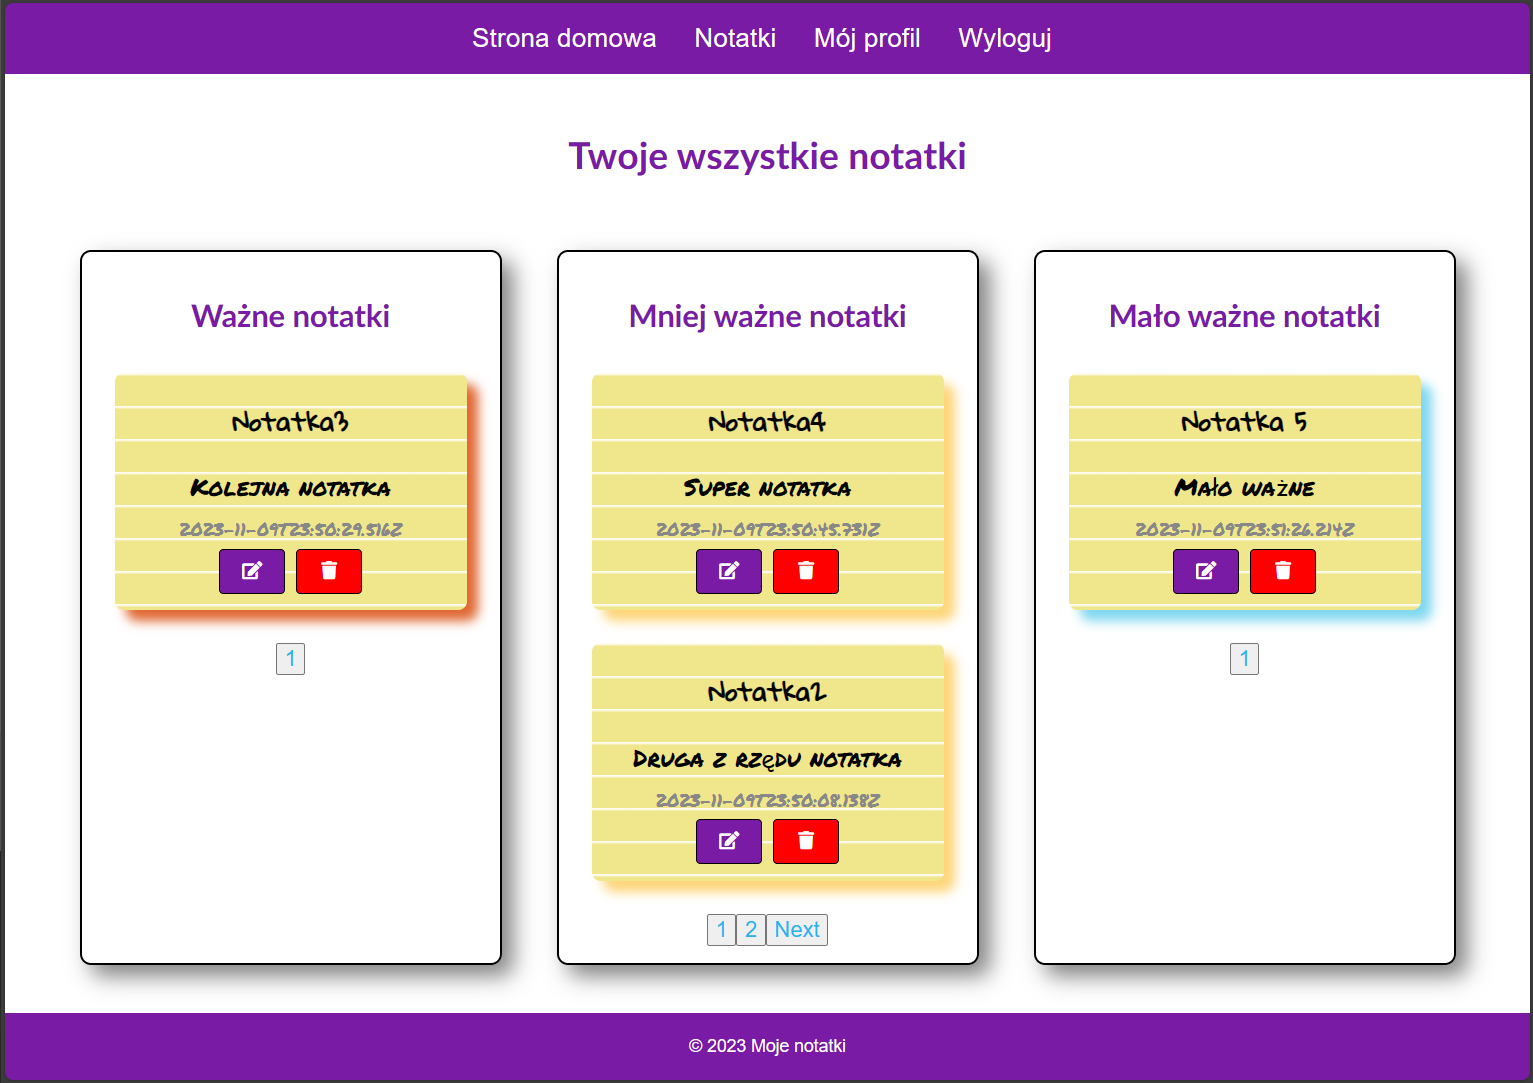 Strona domowa Notatki Mój profil Wyloguj
Twoje wszystkie notatki
Ważne notatki
Notatka3
Kolejna notatka
2023-11-09T23:50:29.516Z
1
Mniej ważne notatki
Notatka4
Super notatka
2023-11-09T23:50:45.731Z
Notatka2
Druga z rzędu notatka
2023-11-09T23:50:08.138Z
1 2 Next
Mało ważne notatki
Notatka 5
Mało ważne
2023-11-09T23:51:26.214Z
1
© 2023 Moje notatki